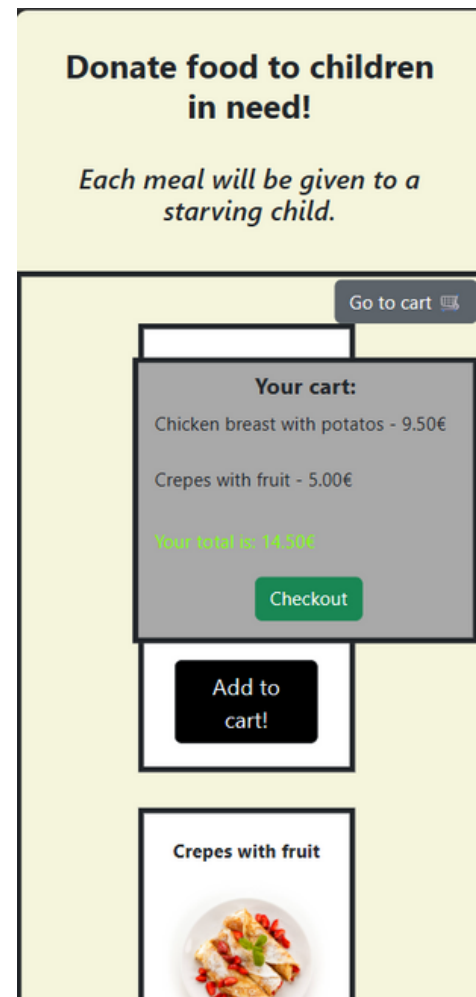 Donate food to children
in need!
Each meal will be given to a
starving child.
Go to cart
Your cart:
Chicken breast with potatos - 9.50€
Crepes with fruit - 5.00€
Your total is: 14.50€
Checkout
Add to
cart!
Crepes with fruit